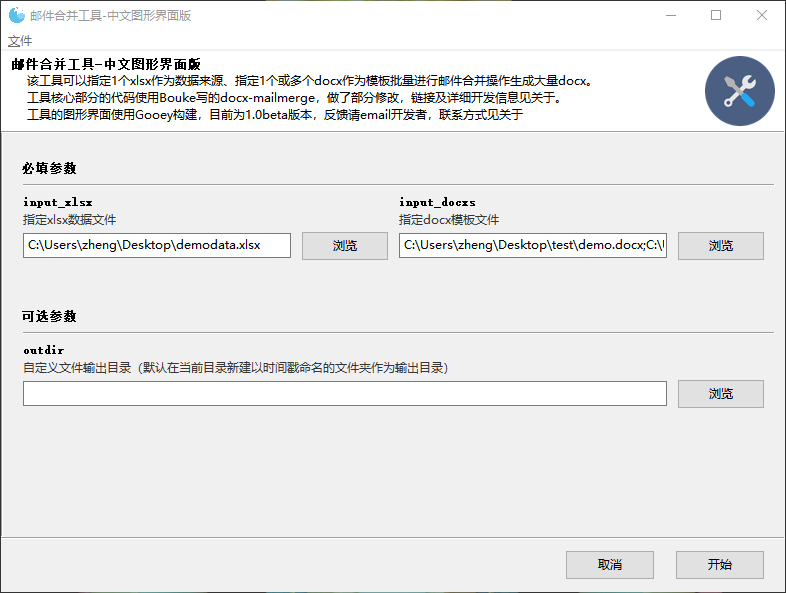 邮件合并工具-中文图形界面版
文件
邮件合并工具-中文图形界面版
该工具可以指定1个xlsx作为数据来源、指定1个或多个docx作为模板批量进行邮件合并操作生成大量docx。
工具核心部分的代码使用Bouke写的docx-mailmerge，做了部分修改，链接及详细开发信息见关于。
工具的图形界面使用Gooey构建，目前为1.0beta版本，反馈请email开发者，联系方式见关于
必填参数
input_xlsx
指定xlsx数据文件
C:\Users\zheng\Desktop\demodata.xlsx
浏览
input_docxs
指定docx模板文件
C:\Users\zheng\Desktop\test\demo.docx;C:\
浏览
可选参数
outdir
自定义文件输出目录（默认在当前目录新建以时间戳命名的文件夹作为输出目录）
浏览
取消
开始